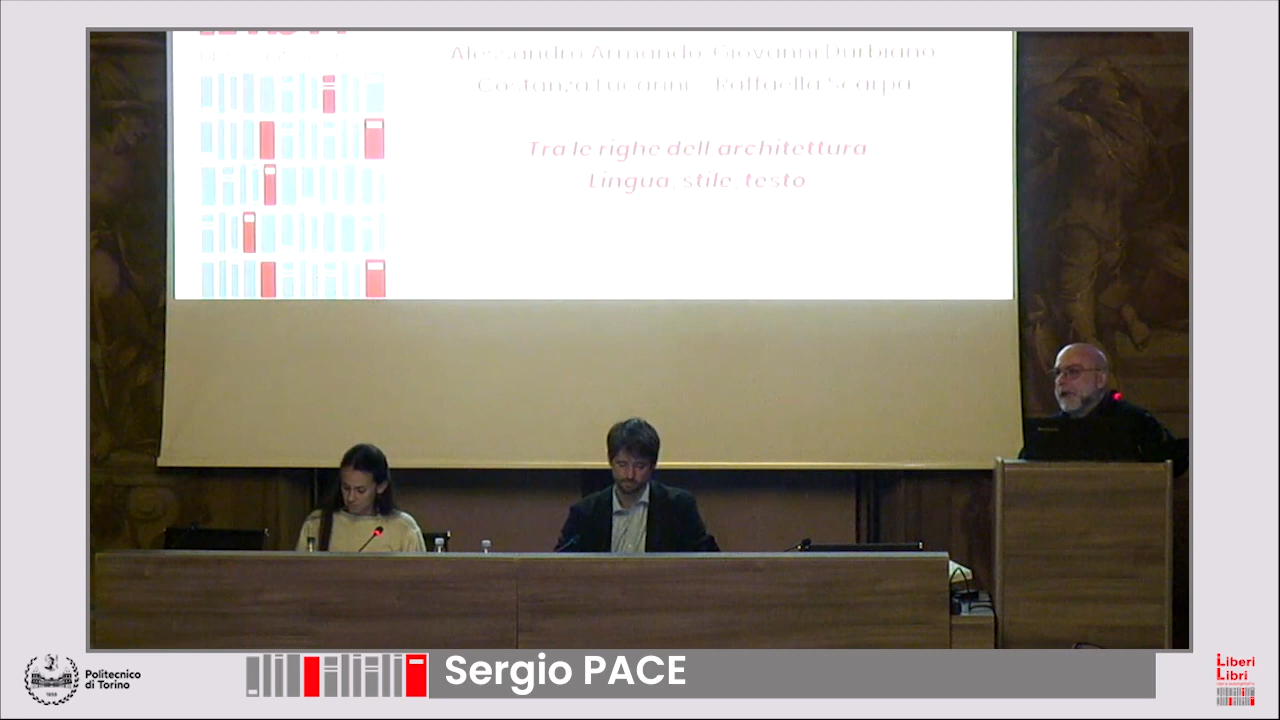 Alessandro Armando Giovanni Durbiano
Costanza Lucarini Raffaella Scarpa
Tra le righe dell architettura
Lingua, stile, testo
Politecnico
di Torino
1859
Sergio PACE
Liberi
Libri